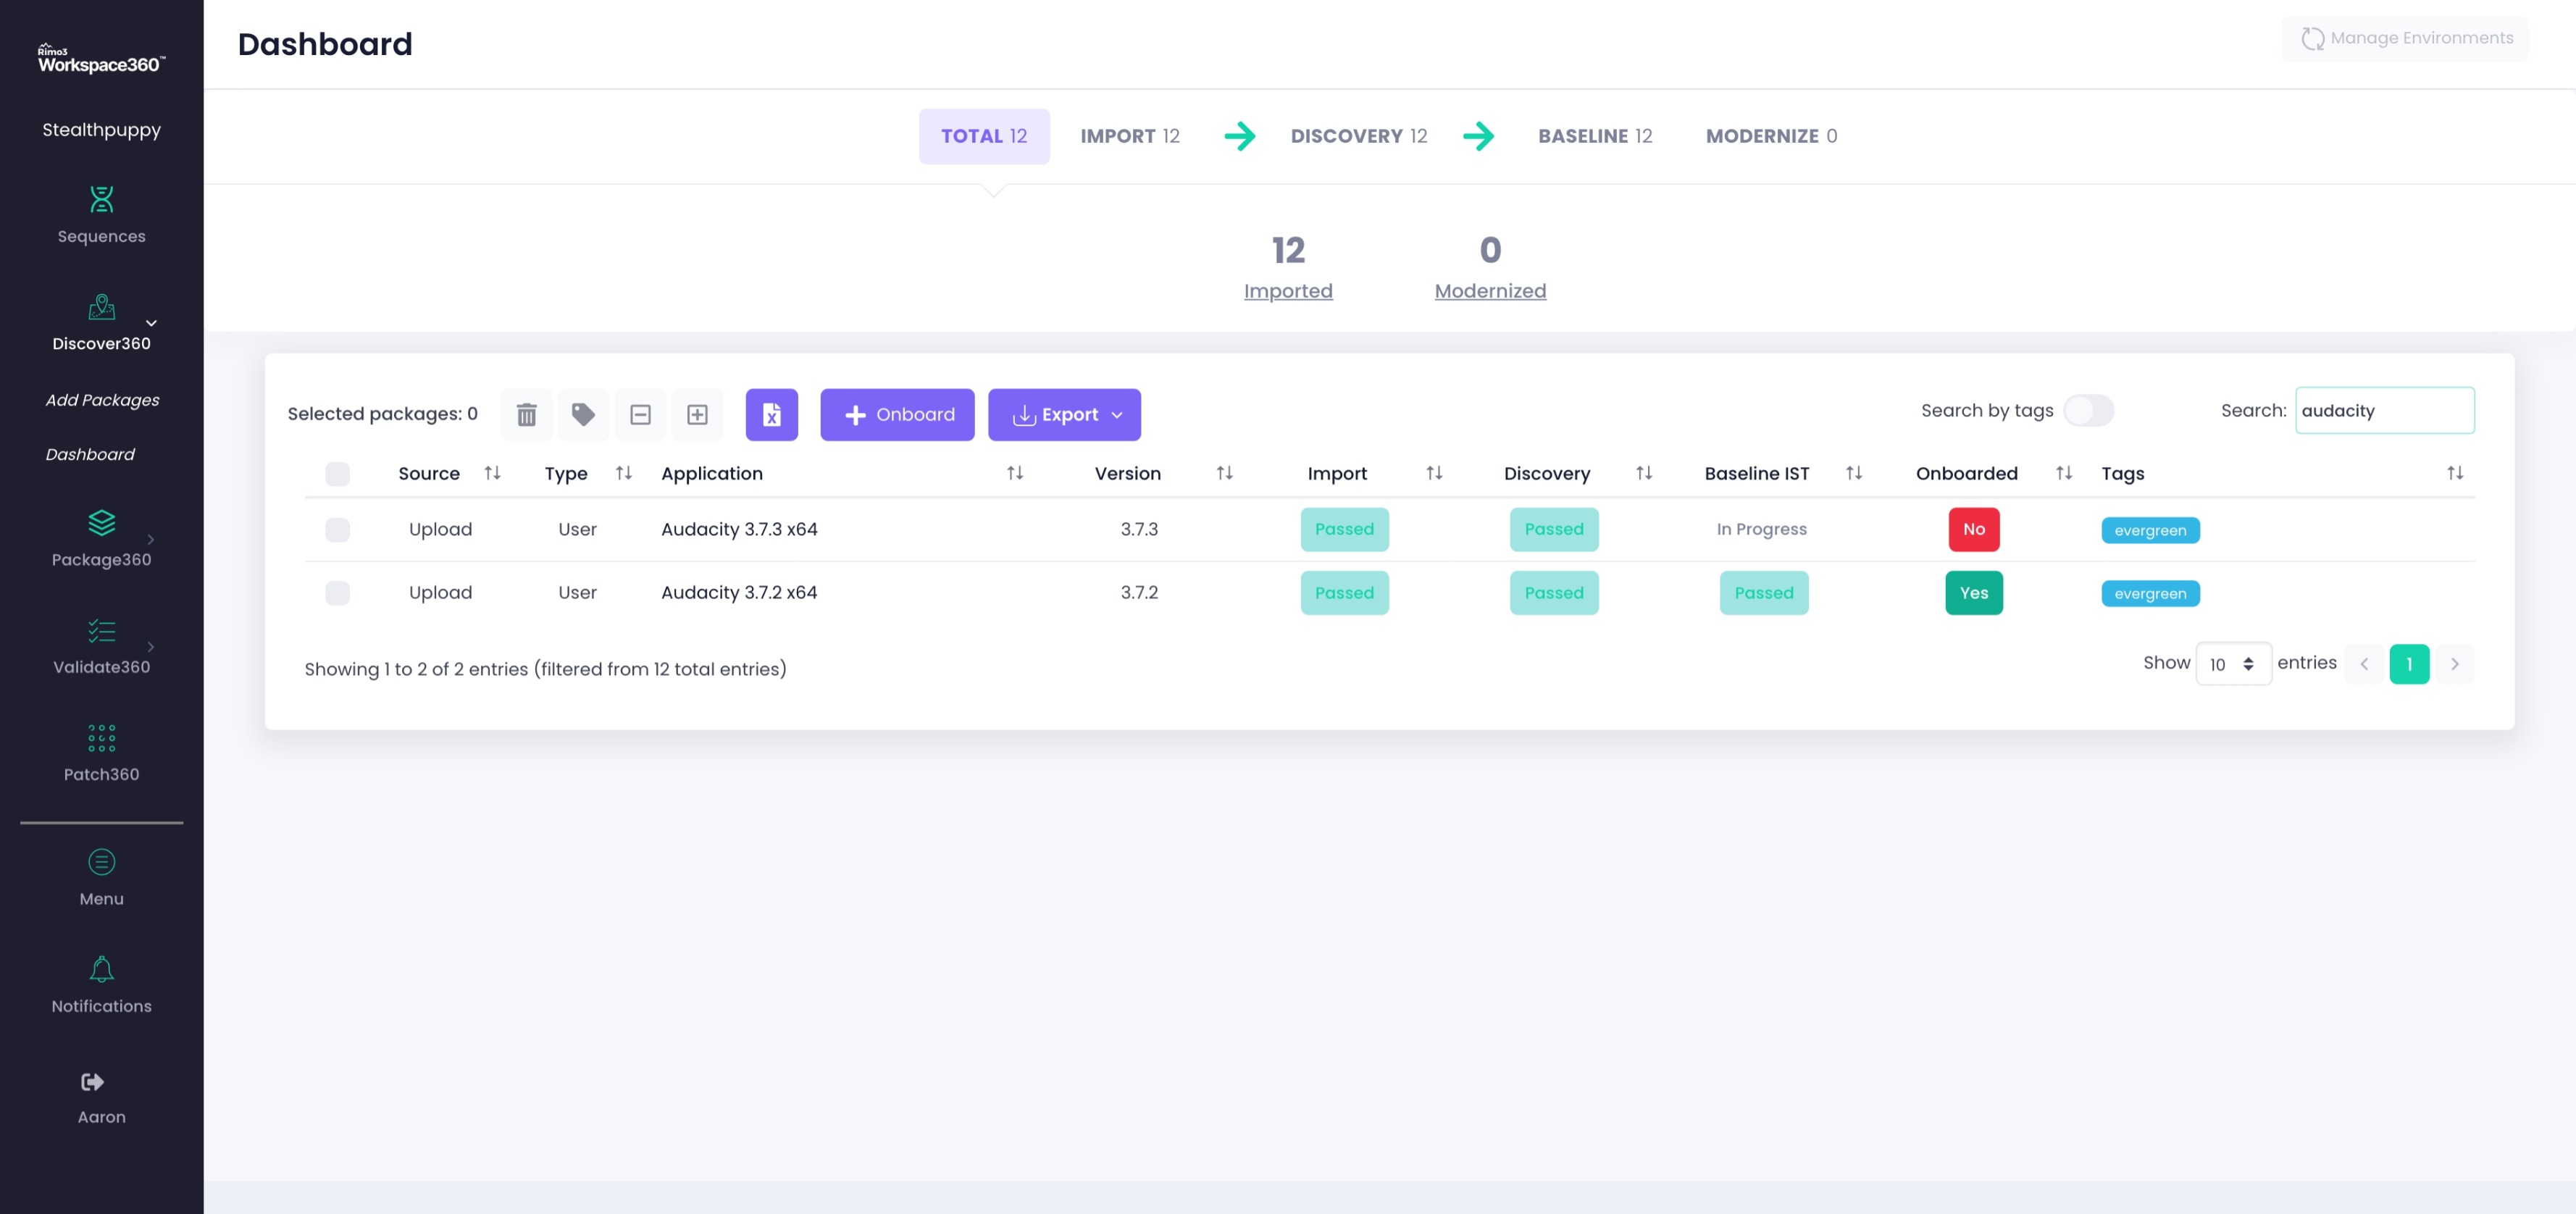 Rimo3
Workspace360™
Stealthpuppy
Sequences
Discover360
Add Packages
Dashboard
Package360
Validate360
Patch360
Menu
Notifications
Aaron
Dashboard
Manage Environments
TOTAL 12
IMPORT 12
DISCOVERY 12
BASELINE 12
MODERNIZE 0
12
Imported
0
Modernized
Selected packages: 0
Onboard
Export
Search by tags
Search: audacity
Source Type Application Version Import Discovery Baseline IST Onboarded Tags
Upload User Audacity 3.7.3 x64 3.7.3 Passed Passed In Progress No evergreen
Upload User Audacity 3.7.2 x64 3.7.2 Passed Passed Passed Yes evergreen
Showing 1 to 2 of 2 entries (filtered from 12 total entries)
Show 10 entries 1